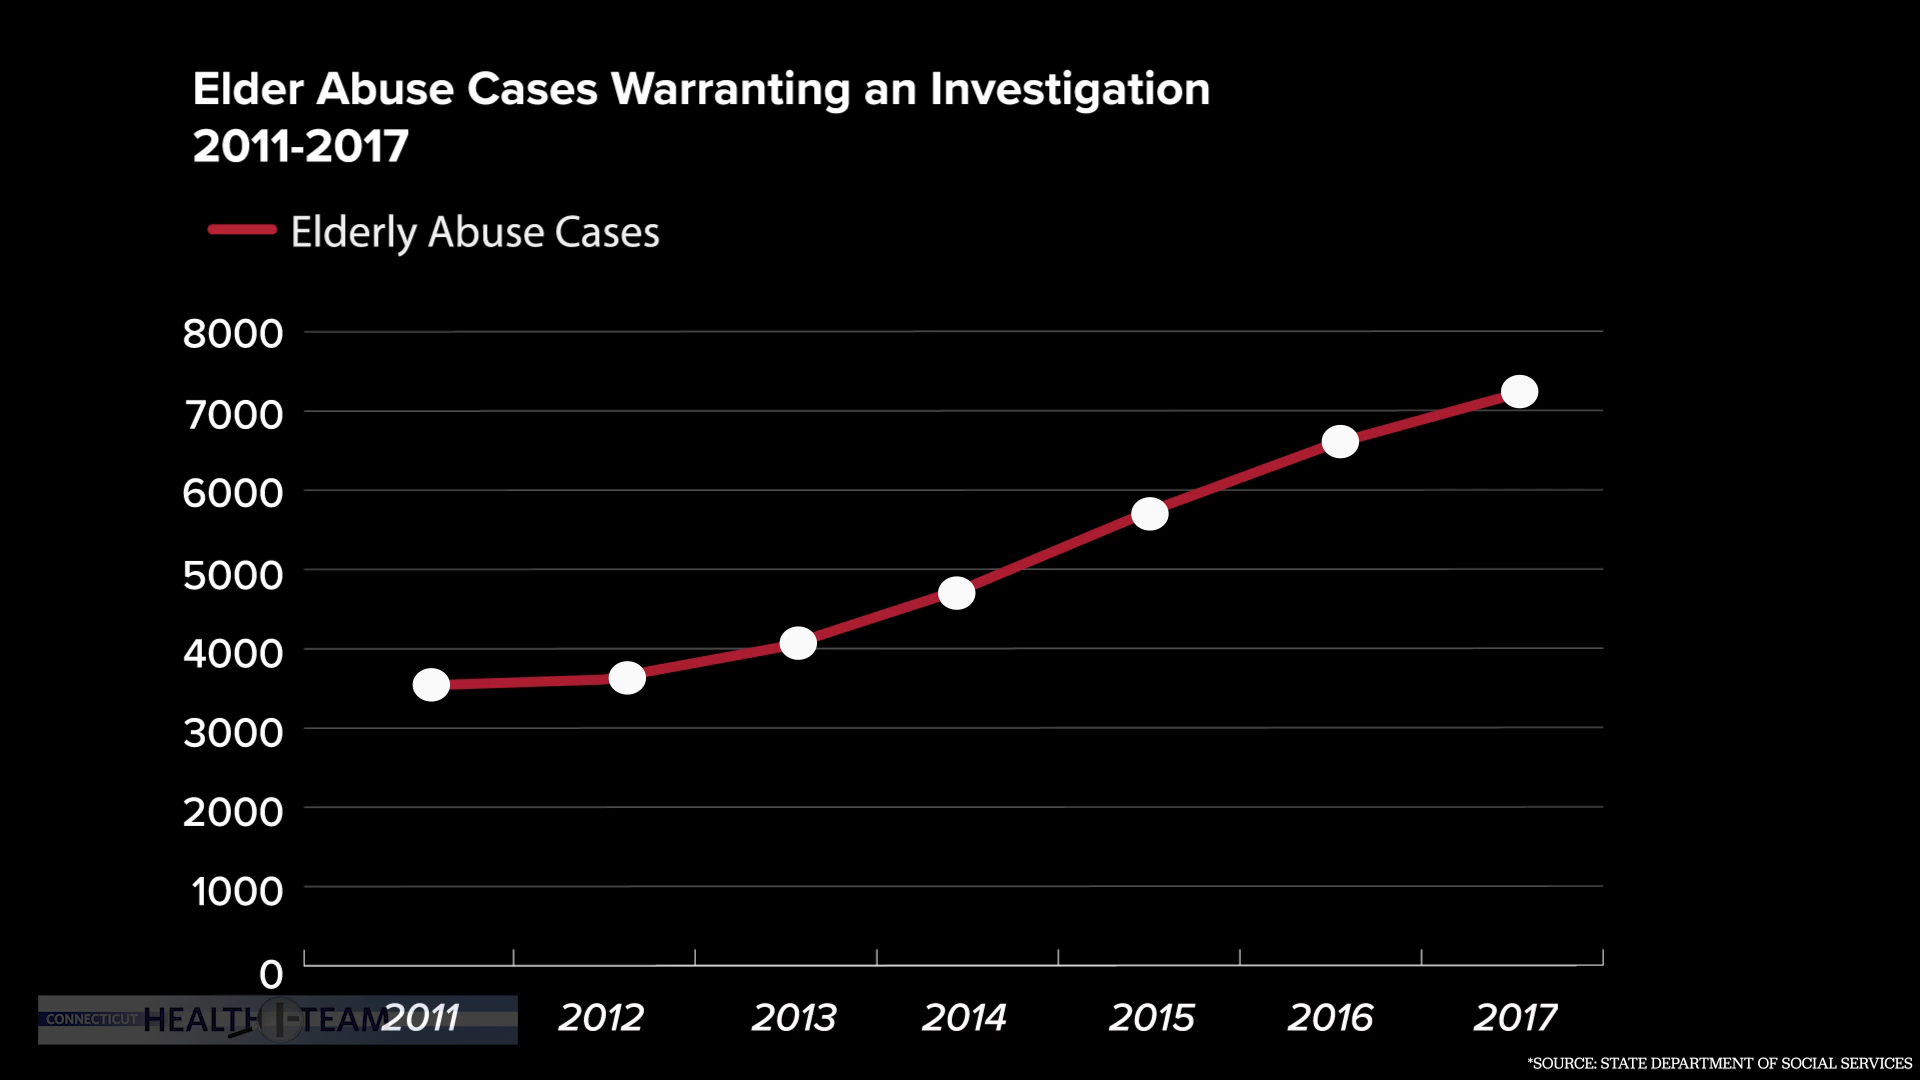 Elder Abuse Cases Warranting an Investigation
2011-2017
Elderly Abuse Cases
8000
7000
6000
5000
4000
3000
2000
1000
0
CONNECTICUT HEALTH I-TEAM
2011 2012 2013 2014 2015 2016 2017
*SOURCE: STATE DEPARTMENT OF SOCIAL SERVICES